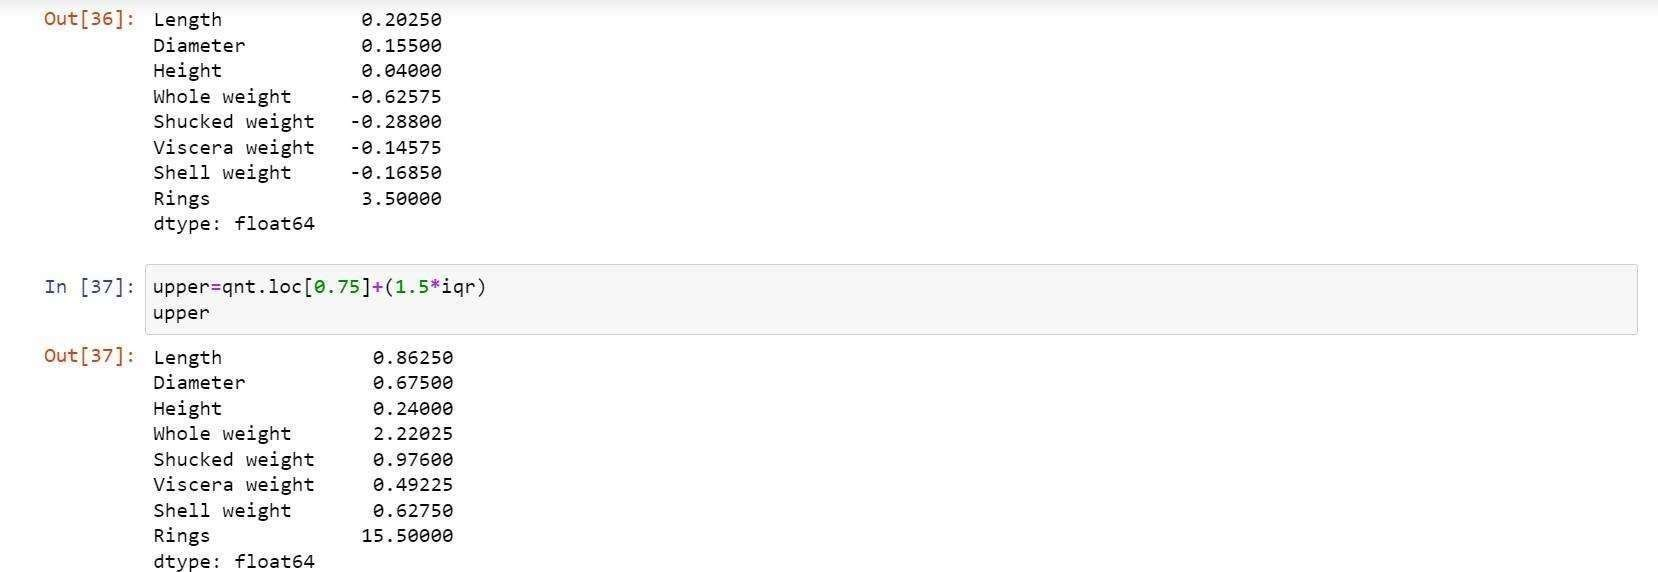 Out[36]: Length 0.20250
Diameter 0.15500
Height 0.04000
Whole weight -0.62575
Shucked weight -0.28800
Viscera weight -0.14575
Shell weight -0.16850
Rings 3.50000
dtype: float64
In [37]: upper=qnt.loc[0.75]+(1.5*iqr)
upper
Out[37]: Length 0.86250
Diameter 0.67500
Height 0.24000
Whole weight 2.22025
Shucked weight 0.97600
Viscera weight 0.49225
Shell weight 0.62750
Rings 15.50000
dtype: float64